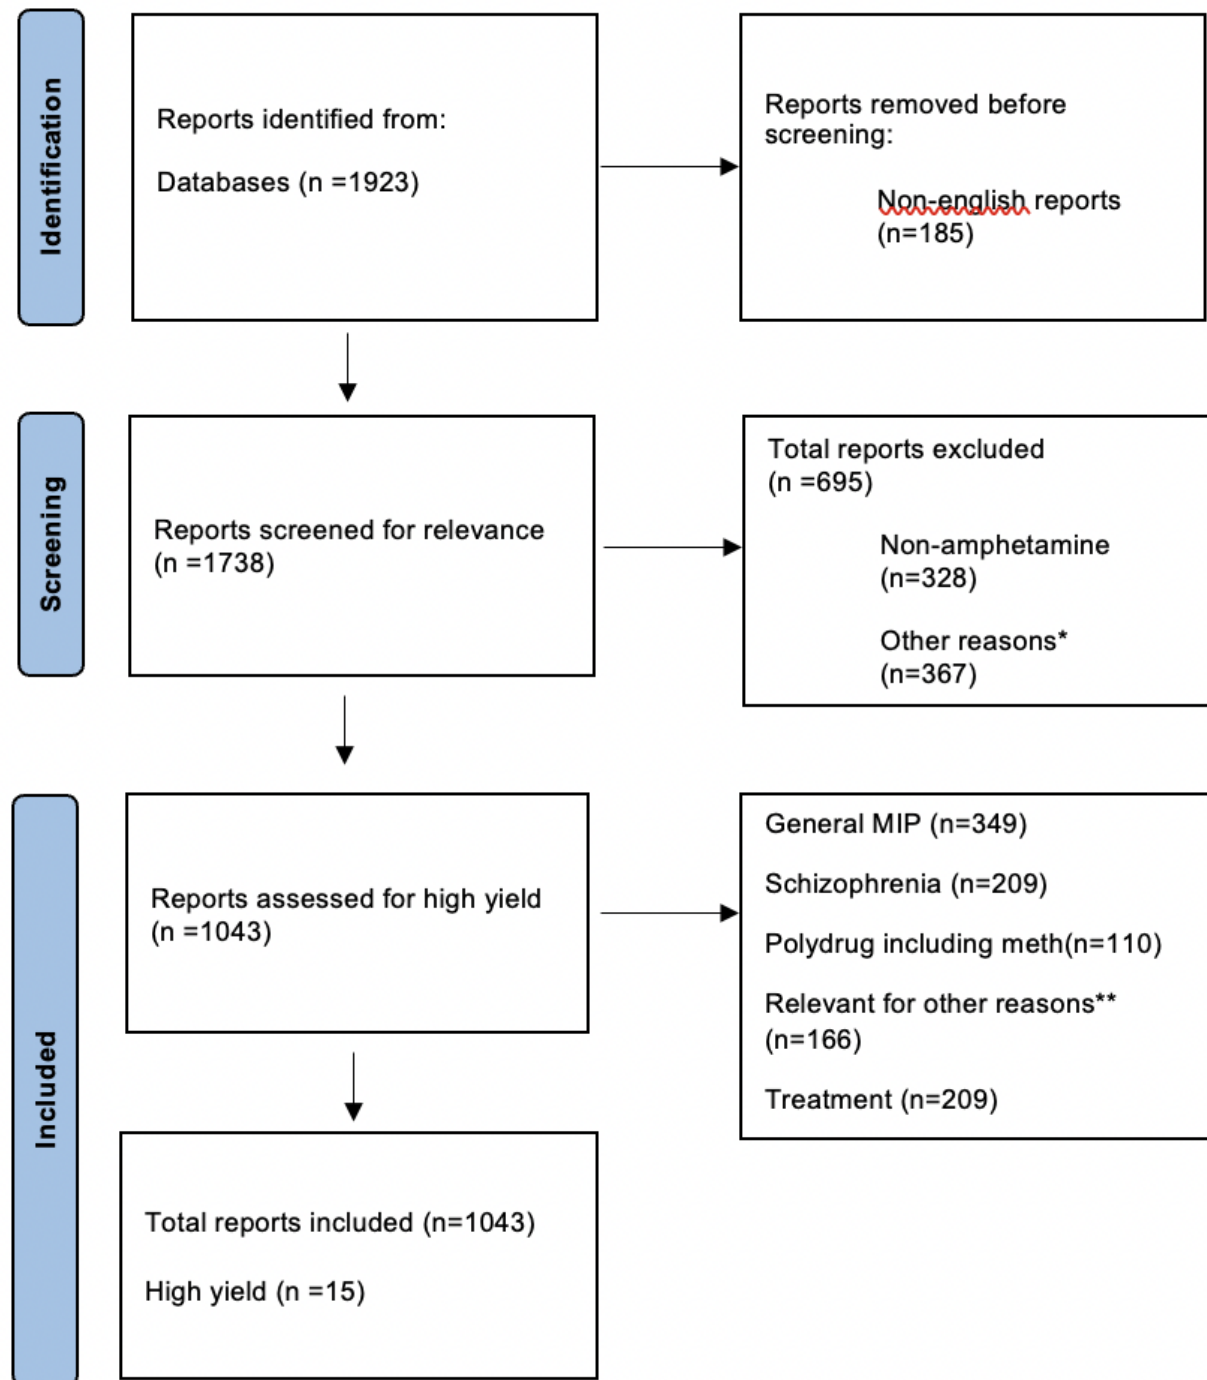 Identification
Reports identified from:
Databases (n =1923)
Reports removed before
screening:
Non-english reports
(n=185)
Screening
Reports screened for relevance
(n =1738)
Total reports excluded
(n =695)
Non-amphetamine
(n=328)
Other reasons*
(n=367)
Included
Reports assessed for high yield
(n =1043)
General MIP (n=349)
Schizophrenia (n=209)
Polydrug including meth(n=110)
Relevant for other reasons**
(n=166)
Treatment (n=209)
Total reports included (n=1043)
High yield (n =15)